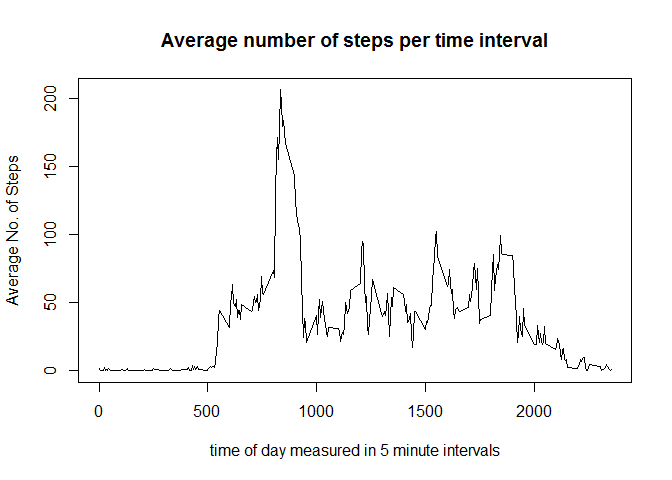 Average number of steps per time interval
Average No. of Steps
200
150
100
50
0
0 500 1000 1500 2000
time of day measured in 5 minute intervals